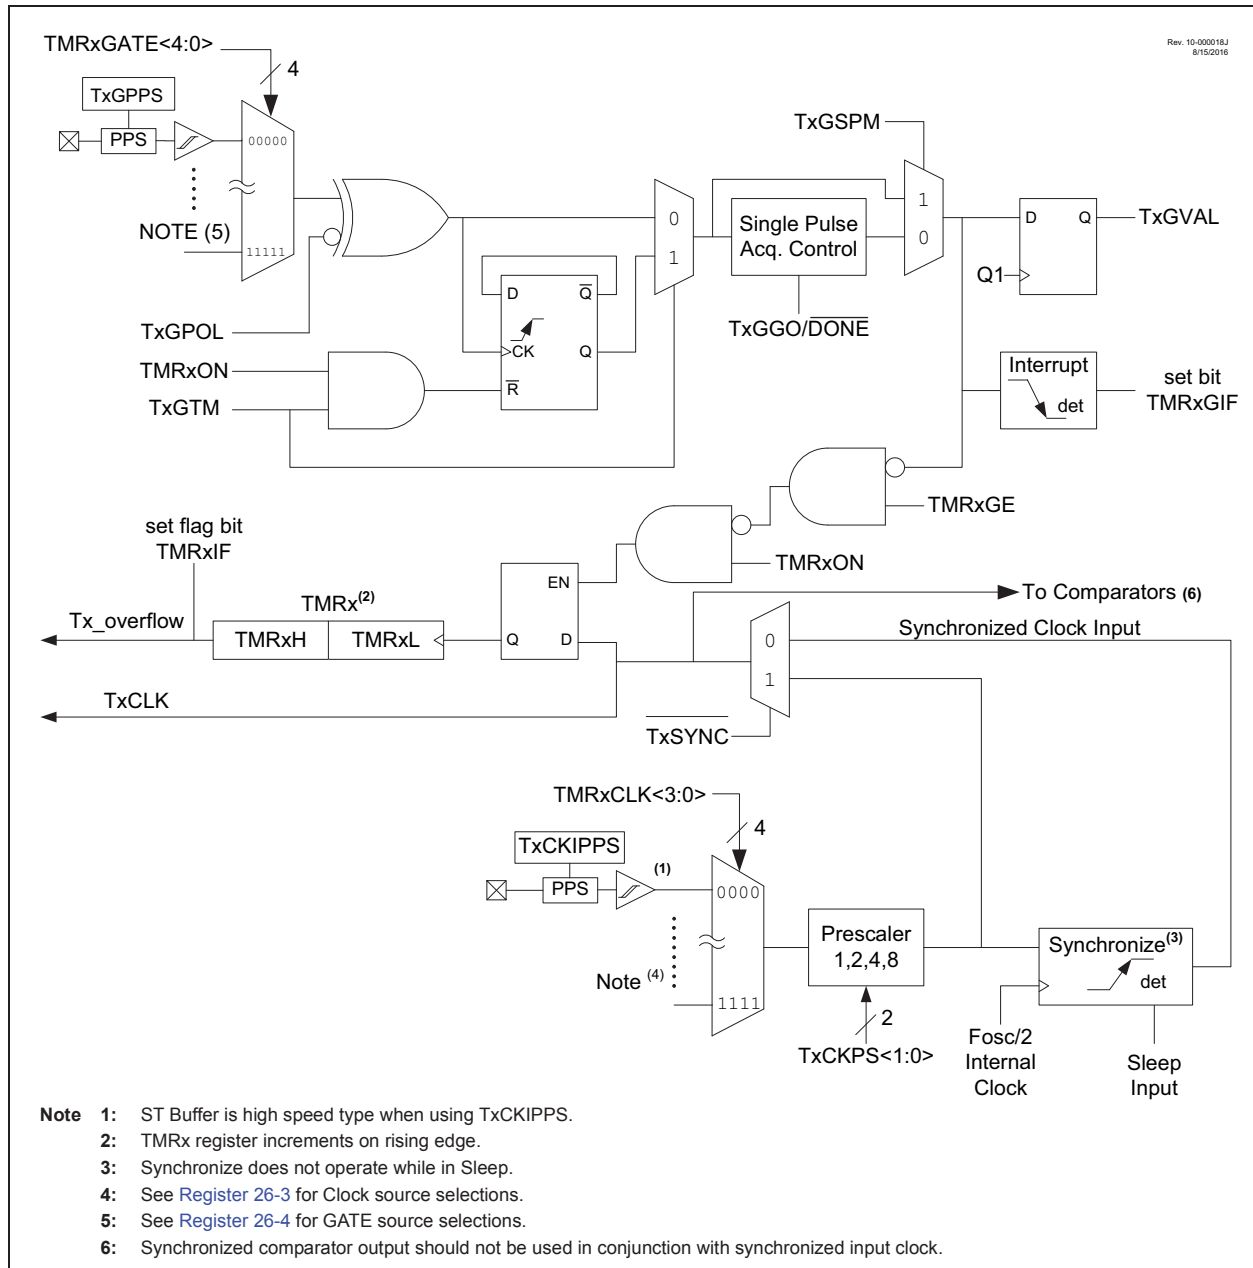 Rev. 10-000018J
8/15/2016
TMRxGATE<4:0>
4
TxGPPS
PPS
00000
NOTE (5)
11111
TxGPOL
TMRxON
TxGTM
D
Q
CK
Q
R
0
1
TxGSPM
Single Pulse
Acq. Control
TxGGO/DONE
1
0
D
Q
Q1
TxGVAL
Interrupt
det
set bit
TMRxGIF
TMRxGE
TMRxON
set flag bit
TMRxIF
Tx_overflow
TMRx(2)
TMRxH
TMRxL
EN
Q
D
TxCLK
To Comparators (6)
Synchronized Clock Input
0
1
TxSYNC
TMRxCLK<3:0>
4
TxCKIPPS
PPS
(1)
0000
Note (4)
1111
Prescaler
1,2,4,8
2
TxCKPS<1:0>
Synchronize(3)
det
Fosc/2
Internal
Clock
Sleep
Input
Note 1: ST Buffer is high speed type when using TxCKIPPS.
2: TMRx register increments on rising edge.
3: Synchronize does not operate while in Sleep.
4: See Register 26-3 for Clock source selections.
5: See Register 26-4 for GATE source selections.
6: Synchronized comparator output should not be used in conjunction with synchronized input clock.